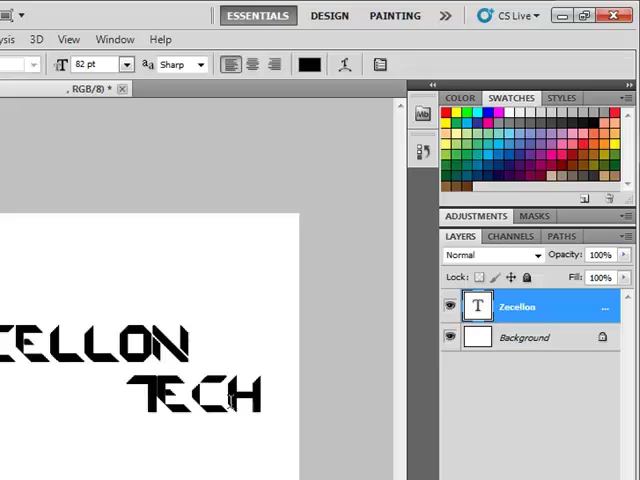 ESSENTIALS DESIGN PAINTING CS Live
3D View Window Help
82 pt aa Sharp
, RGB/8) *
COLOR SWATCHES STYLES
Mb
ADJUSTMENTS MASKS
LAYERS CHANNELS PATHS
Normal Opacity: 100%
Lock: Fill: 100%
T Zecellon ...
Background
CELLON
TECH